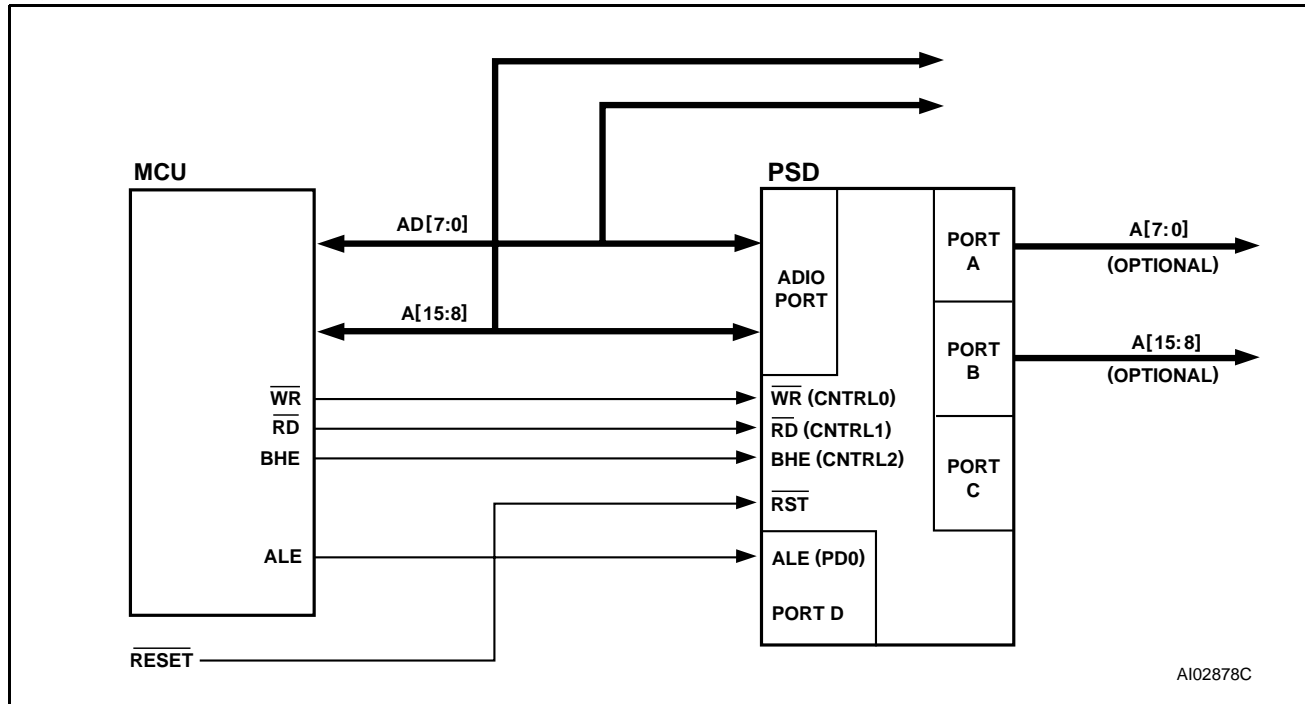 MCU
PSD
AD[7:0]
A[15:8]
WR
RD
BHE
ALE
RESET
ADIO
PORT
WR (CNTRL0)
RD (CNTRL1)
BHE (CNTRL2)
RST
ALE (PD0)
PORT D
PORT
A
PORT
B
PORT
C
A[7:0]
(OPTIONAL)
A[15:8]
(OPTIONAL)
AI02878C